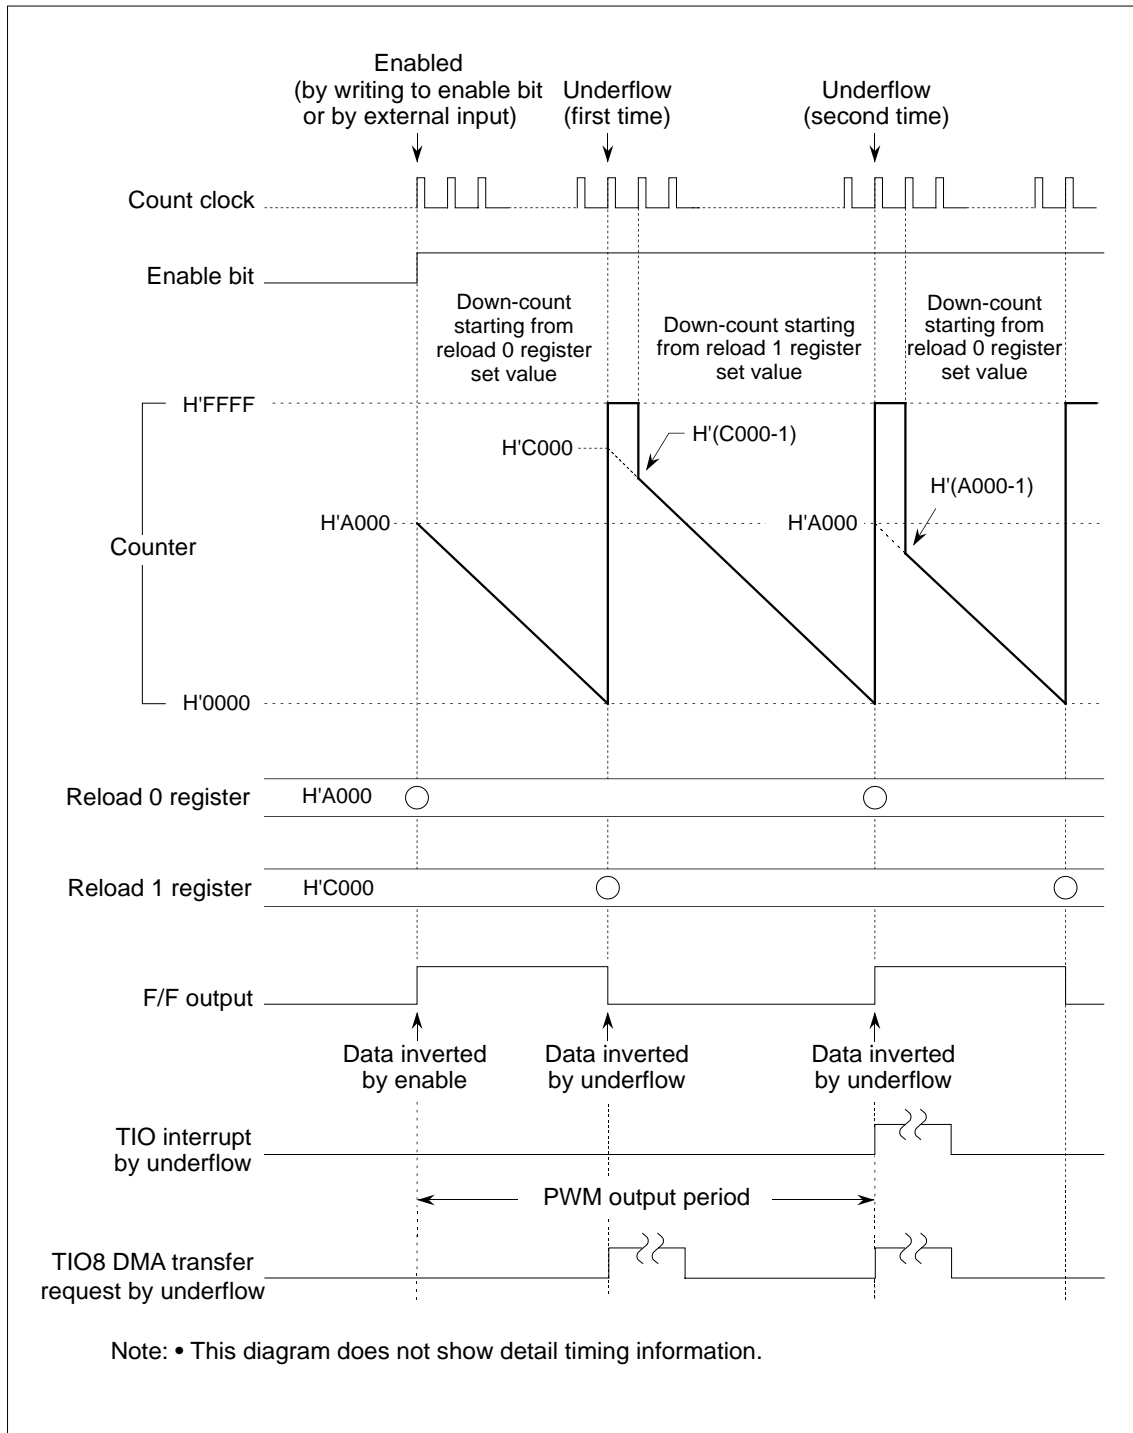 Enabled
(by writing to enable bit
or by external input)
Underflow
(first time)
Underflow
(second time)
Count clock
Enable bit
Down-count
starting from
reload 0 register
set value
Down-count starting
from reload 1 register
set value
Down-count
starting from
reload 0 register
set value
H'FFFF
H'C000
H'(C000-1)
H'A000
H'A000
H'(A000-1)
Counter
H'0000
Reload 0 register
H'A000
Reload 1 register
H'C000
F/F output
Data inverted
by enable
Data inverted
by underflow
Data inverted
by underflow
TIO interrupt
by underflow
PWM output period
TIO8 DMA transfer
request by underflow
Note: • This diagram does not show detail timing information.